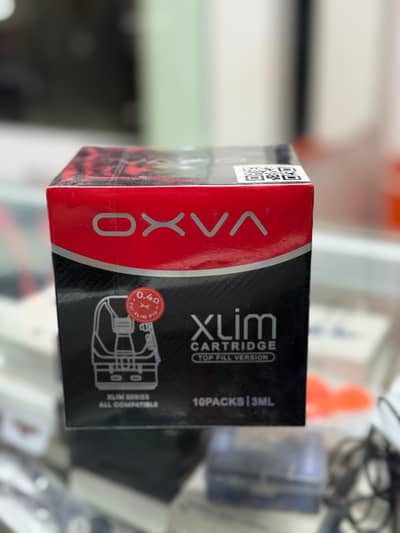 OXVA
0.4Ω
XLIM
CARTRIDGE
TOP FILL VERSION
XLIM SERIES
ALL COMPATIBLE
10PACKS | 3ML